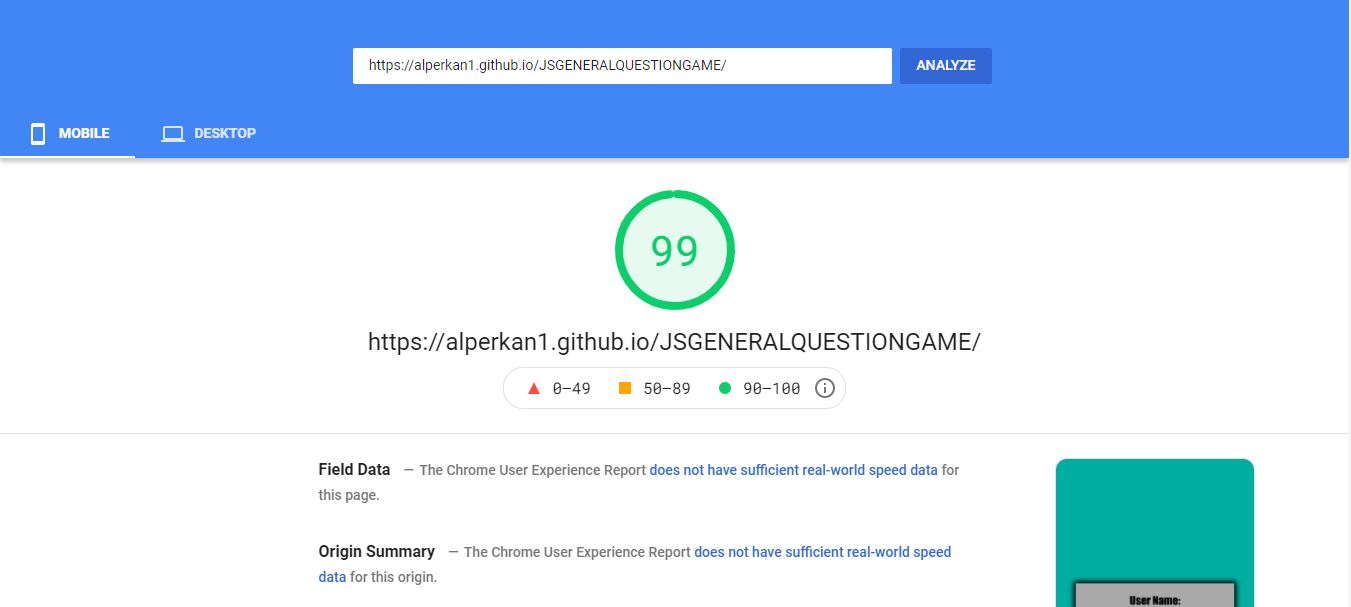 https://alperkan1.github.io/JSGENERALQUESTIONGAME/
ANALYZE
MOBILE
DESKTOP
99
https://alperkan1.github.io/JSGENERALQUESTIONGAME/
0–49
50–89
90–100
Field Data — The Chrome User Experience Report does not have sufficient real-world speed data for
this page.
Origin Summary — The Chrome User Experience Report does not have sufficient real-world speed
data for this origin.
User Name: